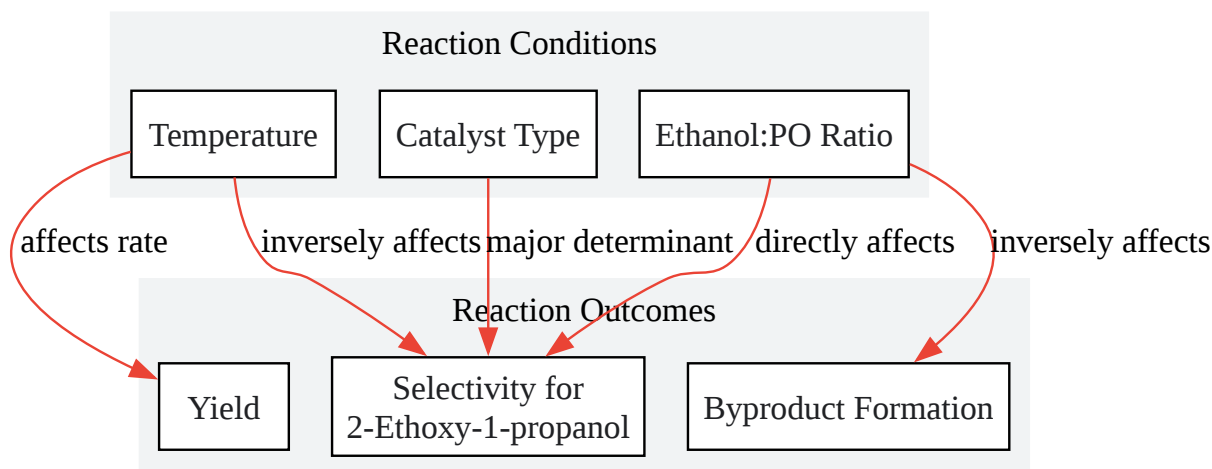 Reaction Conditions
Temperature
Catalyst Type
Ethanol:PO Ratio
affects rate
inversely affects
major determinant
directly affects
inversely affects
Reaction Outcomes
Yield
Selectivity for
2-Ethoxy-1-propanol
Byproduct Formation